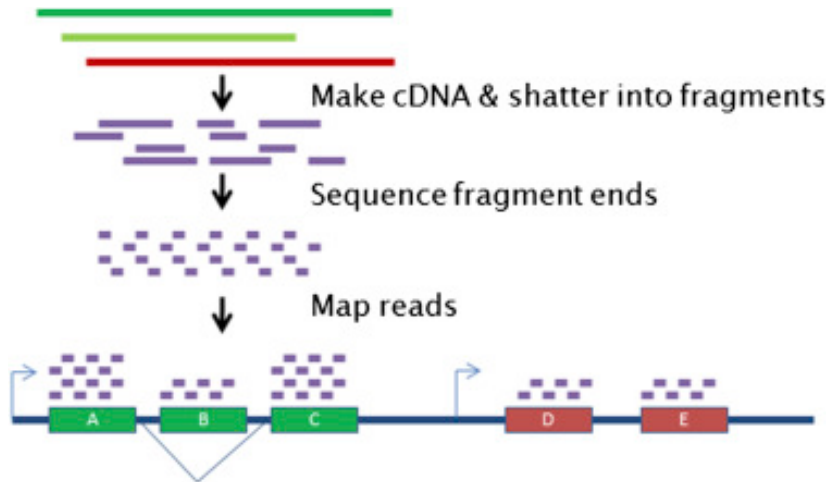 Make cDNA & shatter into fragments
Sequence fragment ends
Map reads
A B C D E